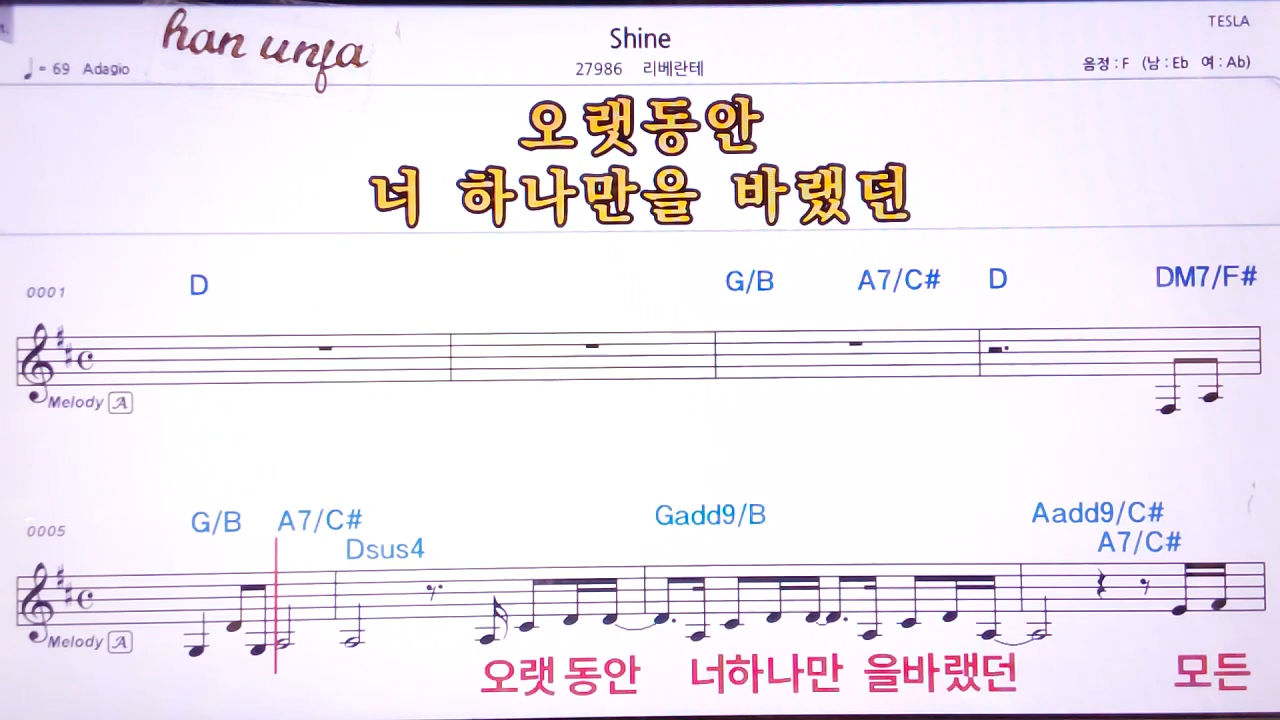 han unfa
Shine
TESLA
♩= 69 Adagio
27986 리베란테
음정 : F (남 : Eb 여 : Ab)
오랫동안
너 하나만을 바랬던
0001
D G/B A7/C# D DM7/F#
Melody A
0005
G/B A7/C# Gadd9/B Aadd9/C#
Dsus4 A7/C#
Melody A
오랫 동안 너하나만 을바랬던 모든